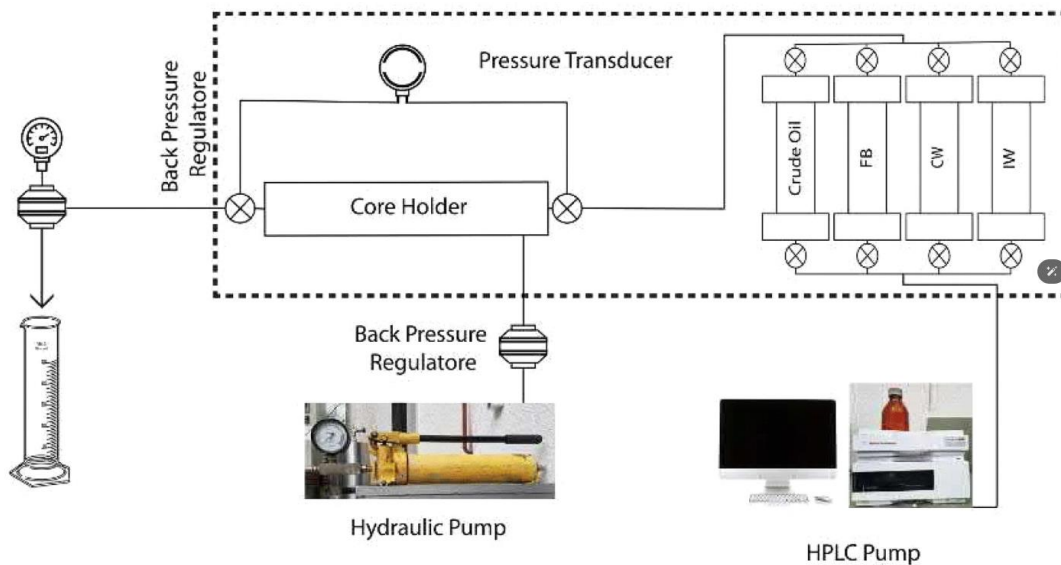 Pressure Transducer
Back Pressure
Regulatore
Core Holder
Crude Oil
FB
CW
IW
Back Pressure
Regulatore
Hydraulic Pump
HPLC Pump